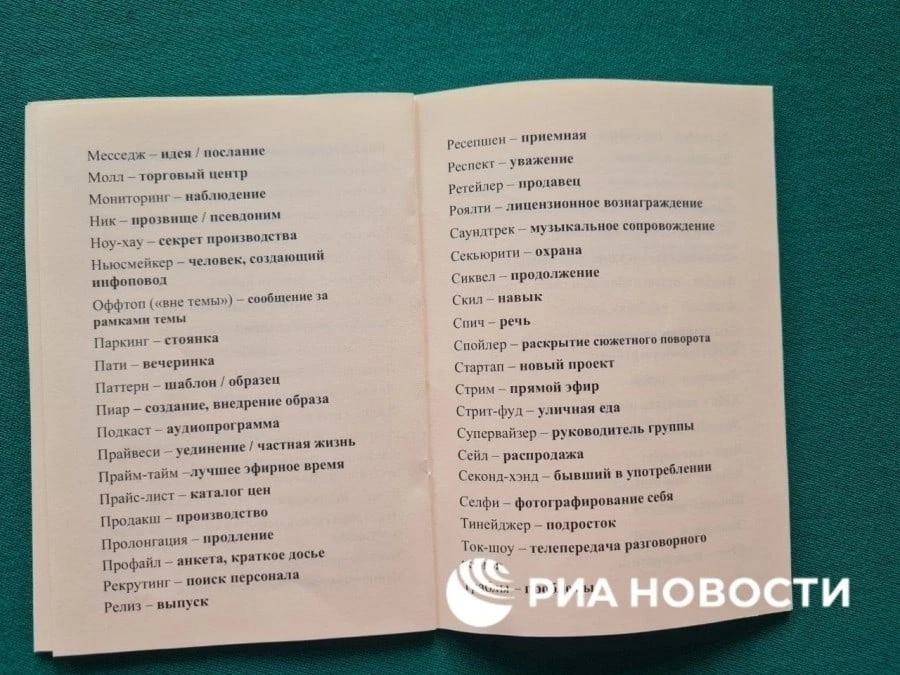 Месседж – идея / послание
Молл – торговый центр
Мониторинг – наблюдение
Ник – прозвище / псевдоним
Ноу-хау – секрет производства
Ньюсмейкер – человек, создающий
инфоповод
Оффтоп («вне темы») – сообщение за
рамками темы
Паркинг – стоянка
Пати – вечеринка
Паттерн – шаблон / образец
Пиар – создание, внедрение образа
Подкаст – аудиопрограмма
Прайвеси – уединение / частная жизнь
Прайм-тайм –лучшее эфирное время
Прайс-лист – каталог цен
Продакш – производство
Пролонгация – продление
Профайл – анкета, краткое досье
Рекрутинг – поиск персонала
Релиз – выпуск
Ресепшен – приемная
Респект – уважение
Ретейлер – продавец
Роялти – лицензионное вознаграждение
Саундтрек – музыкальное сопровождение
Секьюрити – охрана
Сиквел – продолжение
Скил – навык
Спич – речь
Спойлер – раскрытие сюжетного поворота
Стартап – новый проект
Стрим – прямой эфир
Стрит-фуд – уличная еда
Супервайзер – руководитель группы
Сейл – распродажа
Секонд-хэнд – бывший в употреблении
Селфи – фотографирование себя
Тинейджер – подросток
Ток-шоу – телепередача разговорного
РИА НОВОСТИ